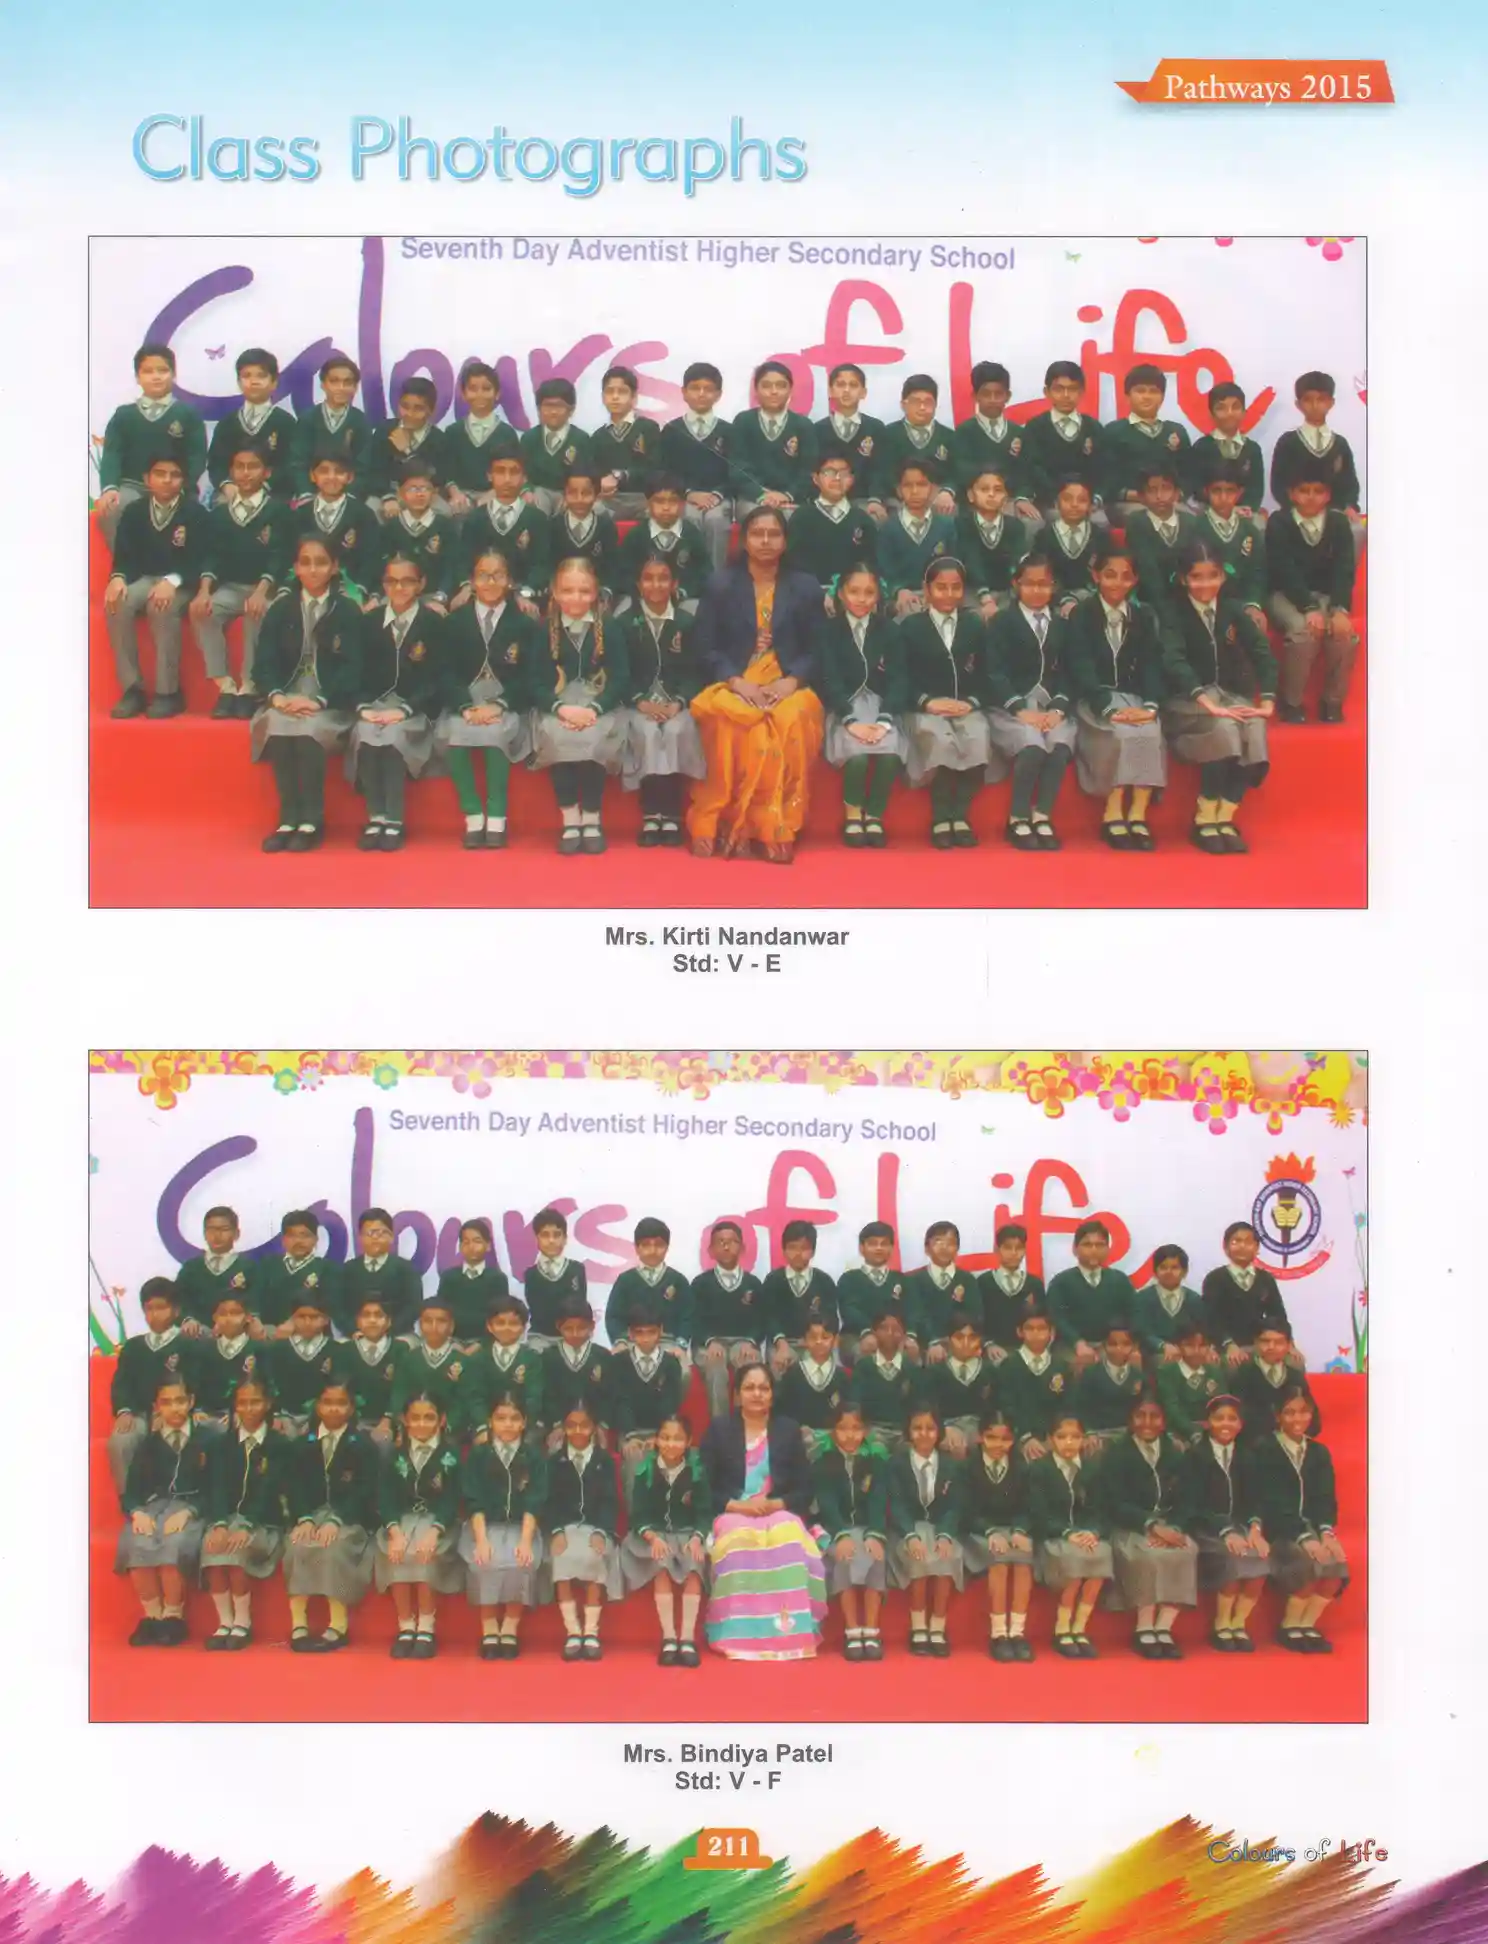 Pathways 2015
Class Photographs
Seventh Day Adventist Higher Secondary School
Colours of Life
Mrs. Kirti Nandanwar
Std: V - E
Seventh Day Adventist Higher Secondary School
Colours of Life
Mrs. Bindiya Patel
Std: V - F
211
Colours of Life